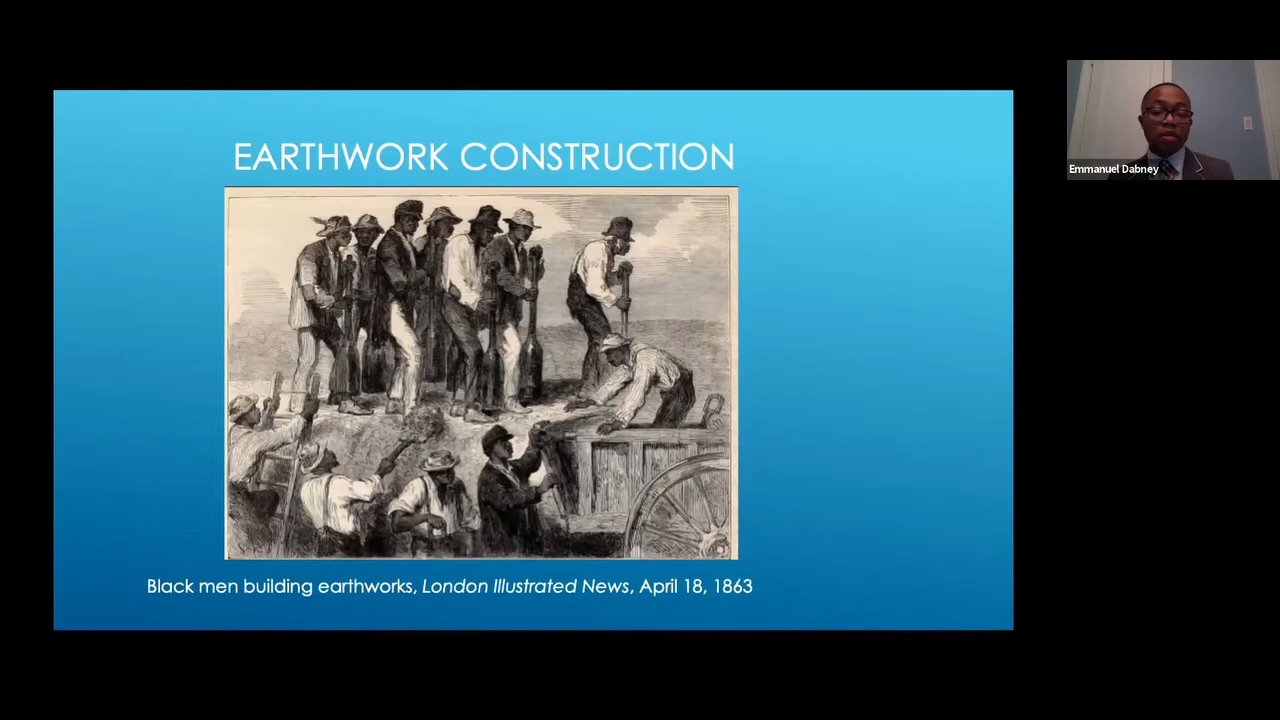 EARTHWORK CONSTRUCTION
Black men building earthworks, London Illustrated News, April 18, 1863
Emmanuel Dabney